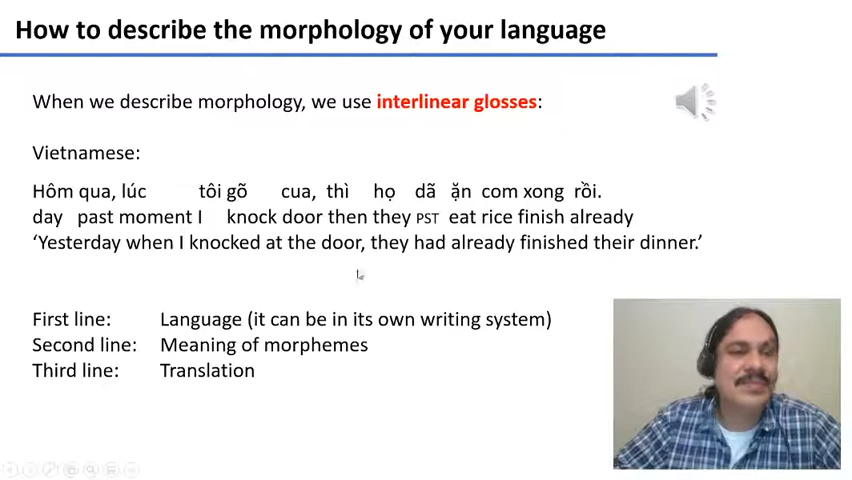 How to describe the morphology of your language
When we describe morphology, we use interlinear glosses:
Vietnamese:
Hôm qua, lúc tôi gõ cua, thì họ dã ặn com xong rồi.
day past moment I knock door then they PST eat rice finish already
‘Yesterday when I knocked at the door, they had already finished their dinner.’
First line: Language (it can be in its own writing system)
Second line: Meaning of morphemes
Third line: Translation